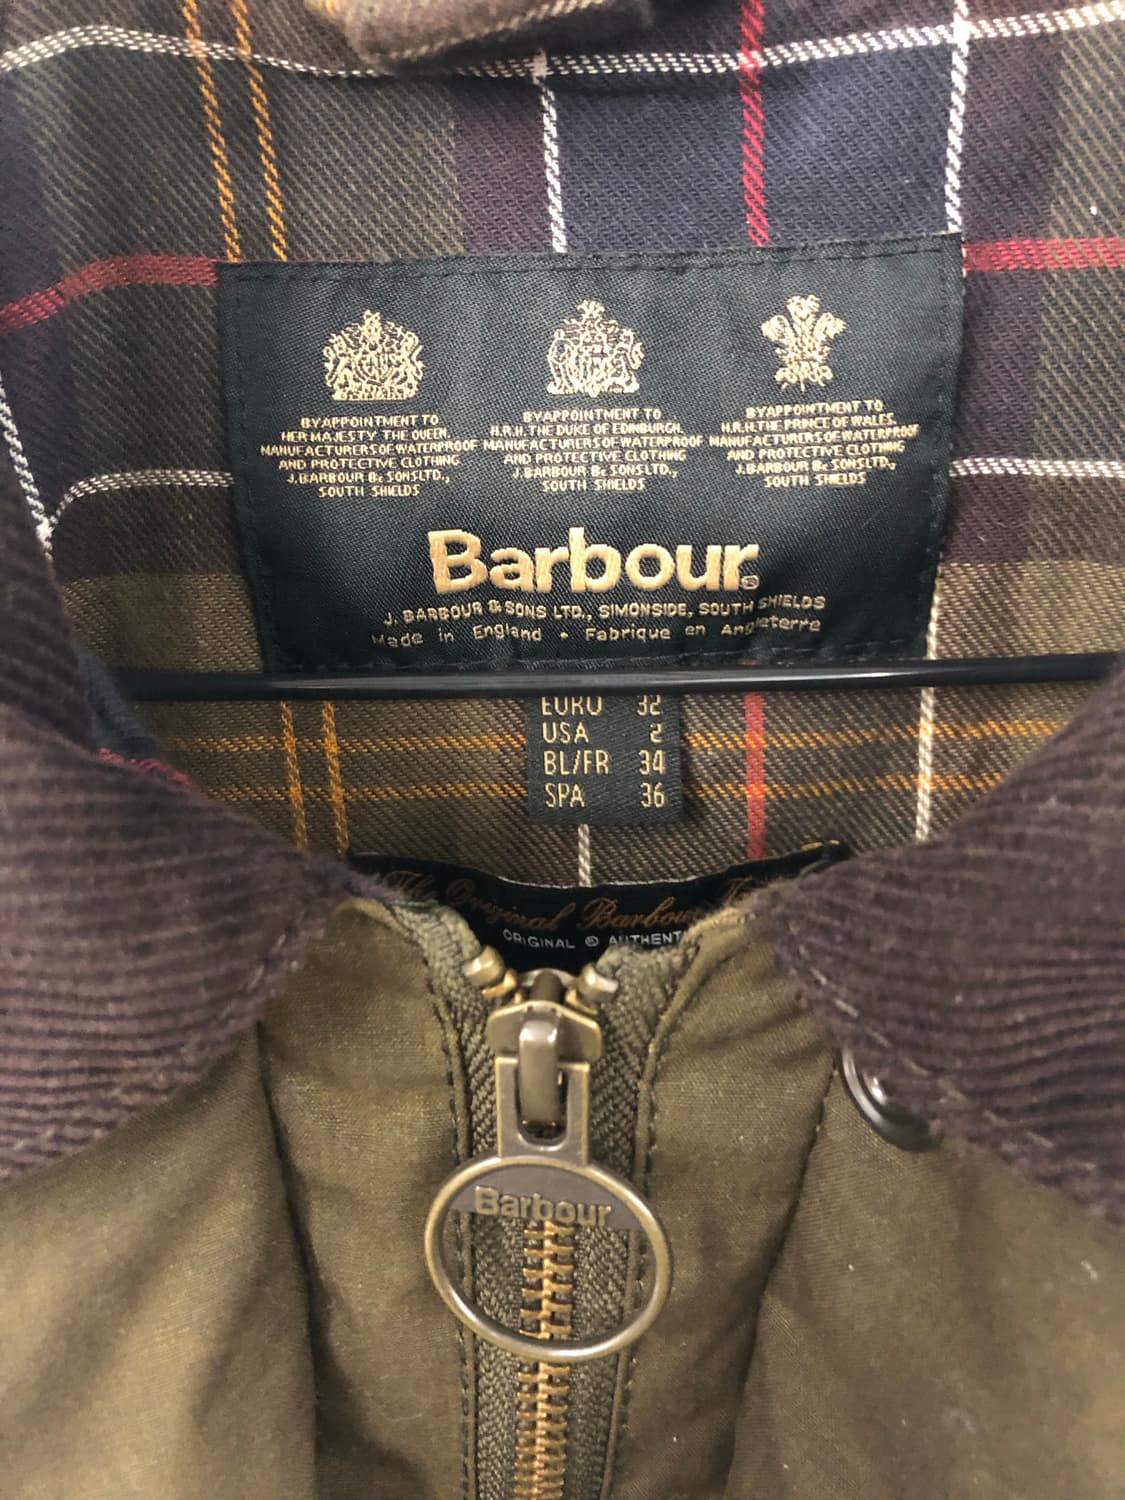 BY APPOINTMENT TO
HER MAJESTY THE QUEEN
MANUFACTURERS OF WATERPROOF
AND PROTECTIVE CLOTHING
J. BARBOUR & SONS LTD.,
SOUTH SHIELDS
BY APPOINTMENT TO
H.R.H. THE DUKE OF EDINBURGH.
MANUFACTURERS OF WATERPROOF
AND PROTECTIVE CLOTHING
J. BARBOUR & SONS LTD.,
SOUTH SHIELDS
BY APPOINTMENT TO
H.R.H. THE PRINCE OF WALES.
MANUFACTURERS OF WATERPROOF
AND PROTECTIVE CLOTHING
J. BARBOUR & SONS LTD.,
SOUTH SHIELDS
Barbour®
J. BARBOUR & SONS LTD., SIMONSIDE, SOUTH SHIELDS
Made in England • Fabrique en Angleterre
EURO 32
USA 2
BL/FR 34
SPA 36
The Original Barbour
ORIGINAL & AUTHENT
Barbour